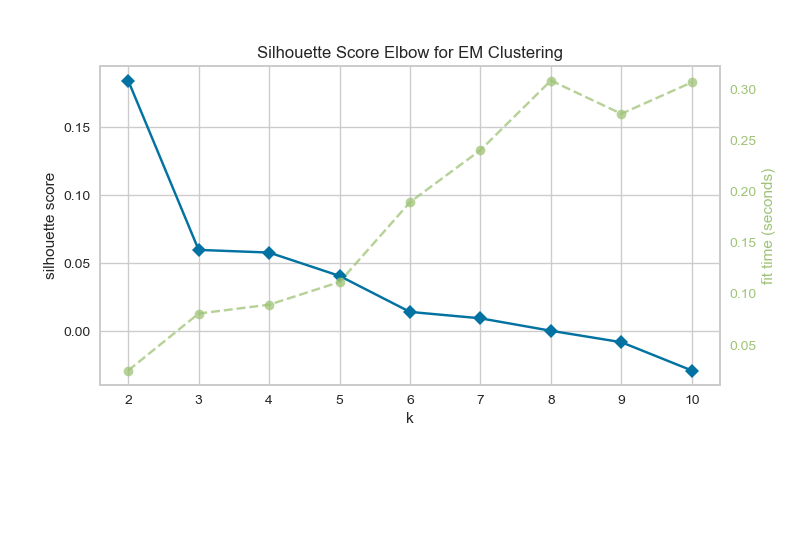 Silhouette Score Elbow for EM Clustering
silhouette score
0.15
0.10
0.05
0.00
0.30
0.25
0.20
0.15
0.10
0.05
fit time (seconds)
2 3 4 5 6 7 8 9 10
k